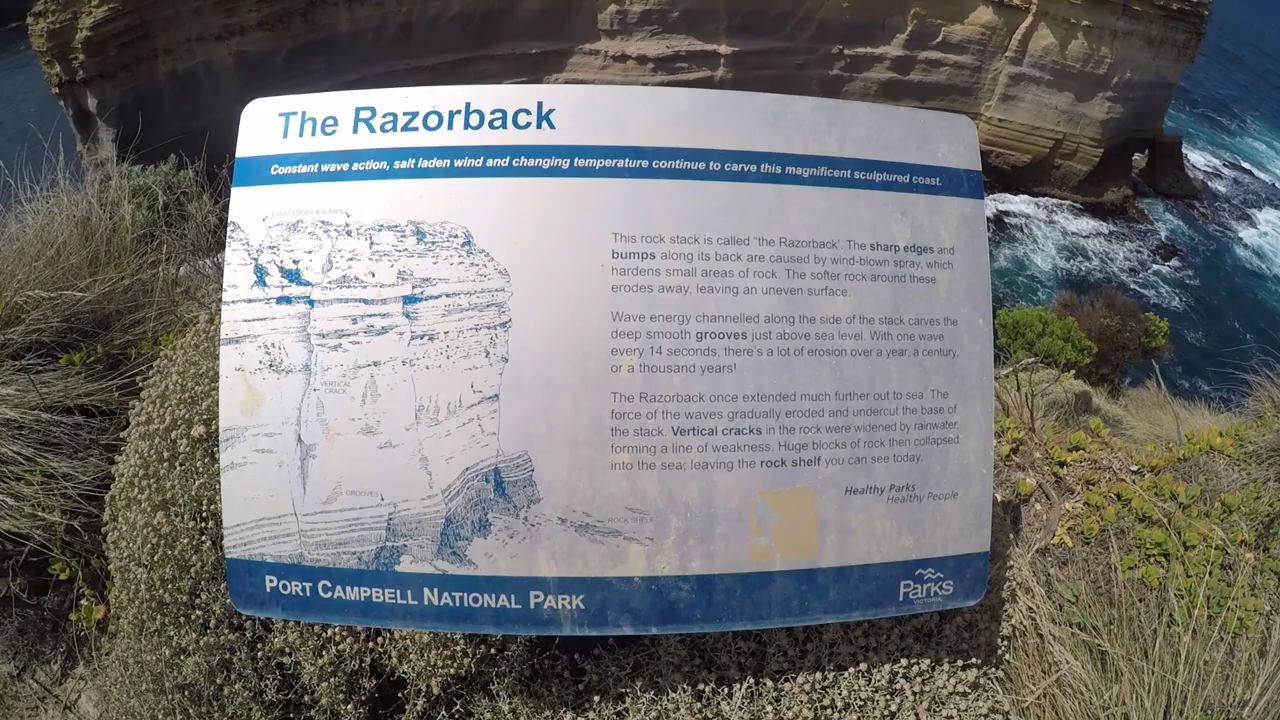 The Razorback
Constant wave action, salt laden wind and changing temperature continue to carve this magnificent sculptured coast.
SHARP EDGES & BUMPS
This rock stack is called "the Razorback'. The sharp edges and
bumps along its back are caused by wind-blown spray, which
hardens small areas of rock. The softer rock around these
erodes away, leaving an uneven surface.
Wave energy channelled along the side of the stack carves the
deep smooth grooves just above sea level. With one wave
every 14 seconds, there's a lot of erosion over a year, a century,
or a thousand years!
VERTICAL
CRACK
The Razorback once extended much further out to sea. The
force of the waves gradually eroded and undercut the base of
the stack. Vertical cracks in the rock were widened by rainwater,
forming a line of weakness. Huge blocks of rock then collapsed
into the sea; leaving the rock shelf you can see today.
GROOVES
ROCK SHELF
Healthy Parks
Healthy People
PORT CAMPBELL NATIONAL PARK
Parks
VICTORIA